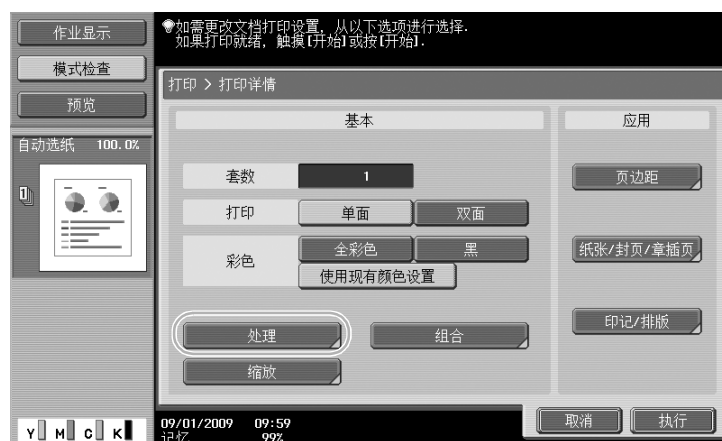 作业显示
如需更改文档打印设置, 从以下选项进行选择.
如果打印就绪, 触摸[开始]或按[开始].
模式检查
预览
打印 > 打印详情
基本
应用
自动选纸 100.0%
套数 1
页边距
打印 单面 双面
彩色 全彩色 黑
使用现有颜色设置
纸张/封页/章插页
处理 组合
印记/排版
缩放
取消 执行
Y M C K
09/01/2009 09:59
记忆 99%